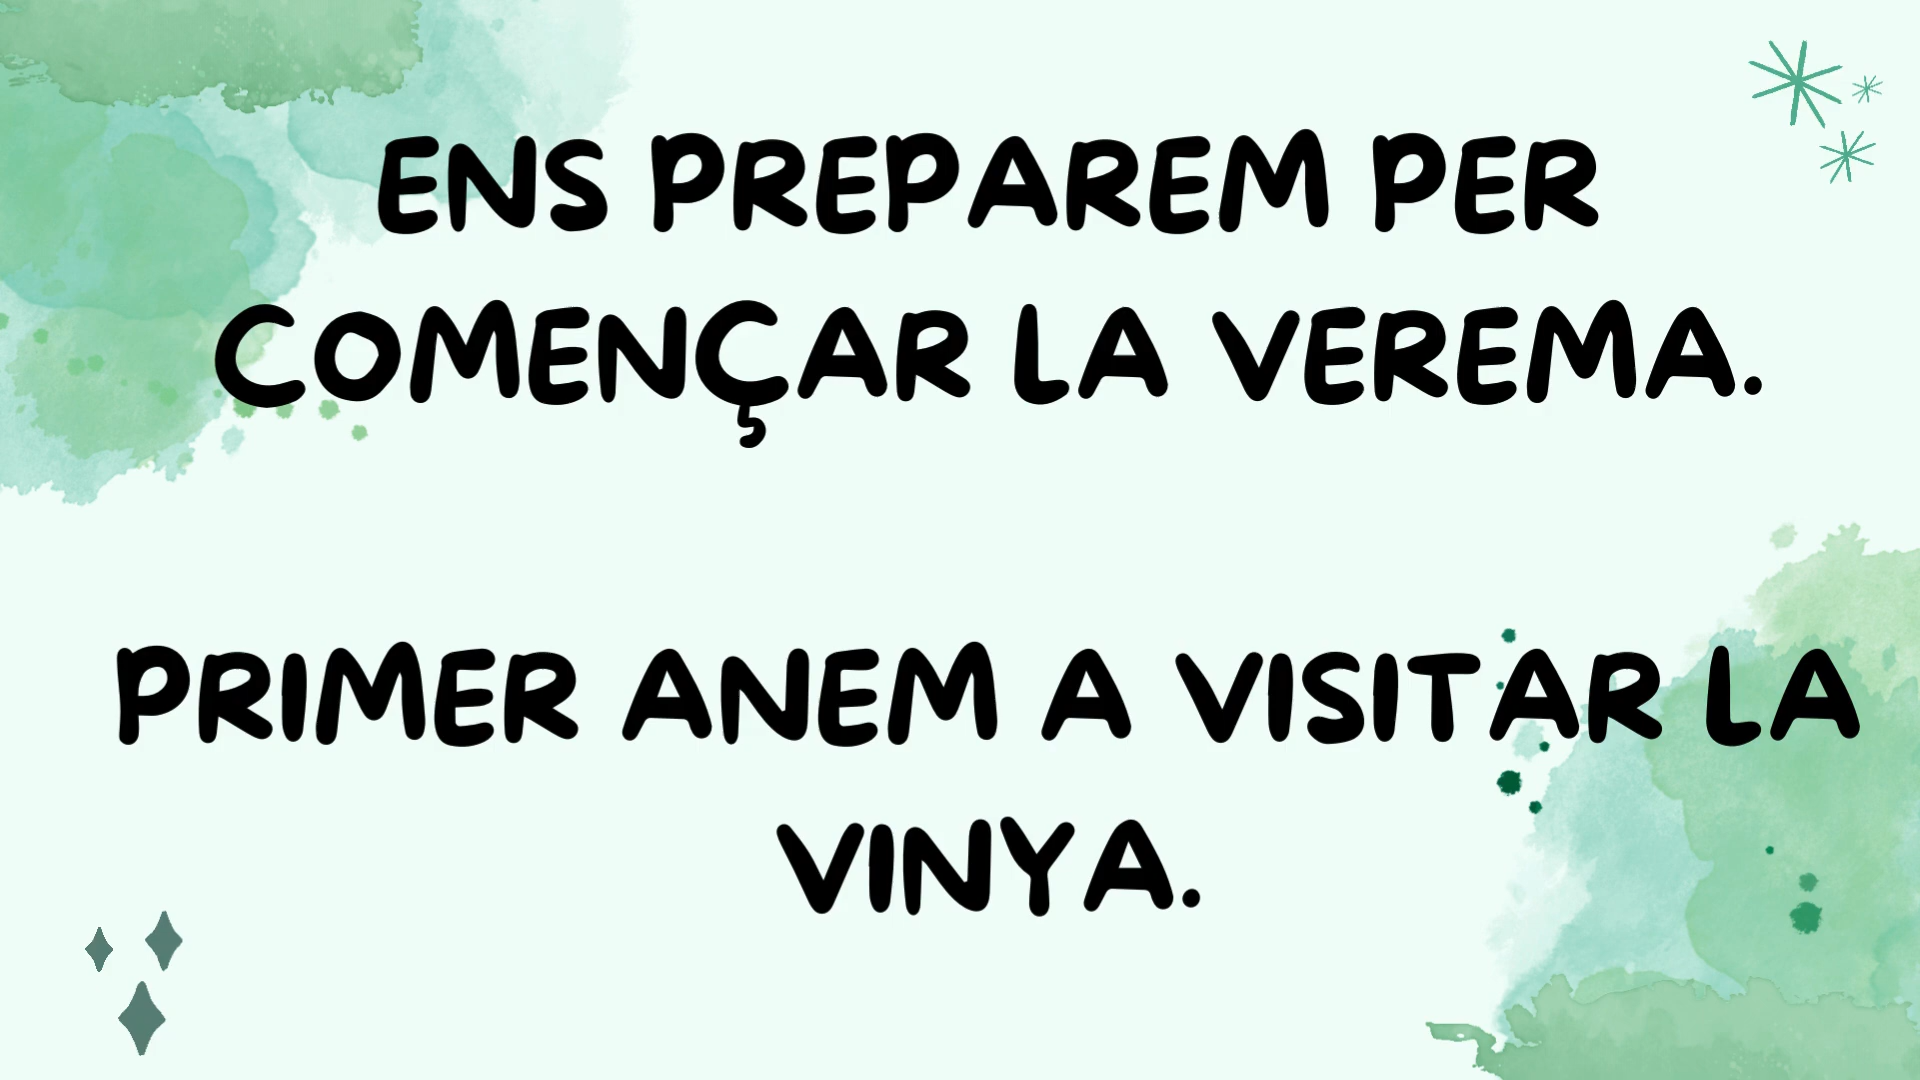 ENS PREPAREM PER
COMENÇAR LA VEREMA.
PRIMER ANEM A VISITAR LA
VINYA.